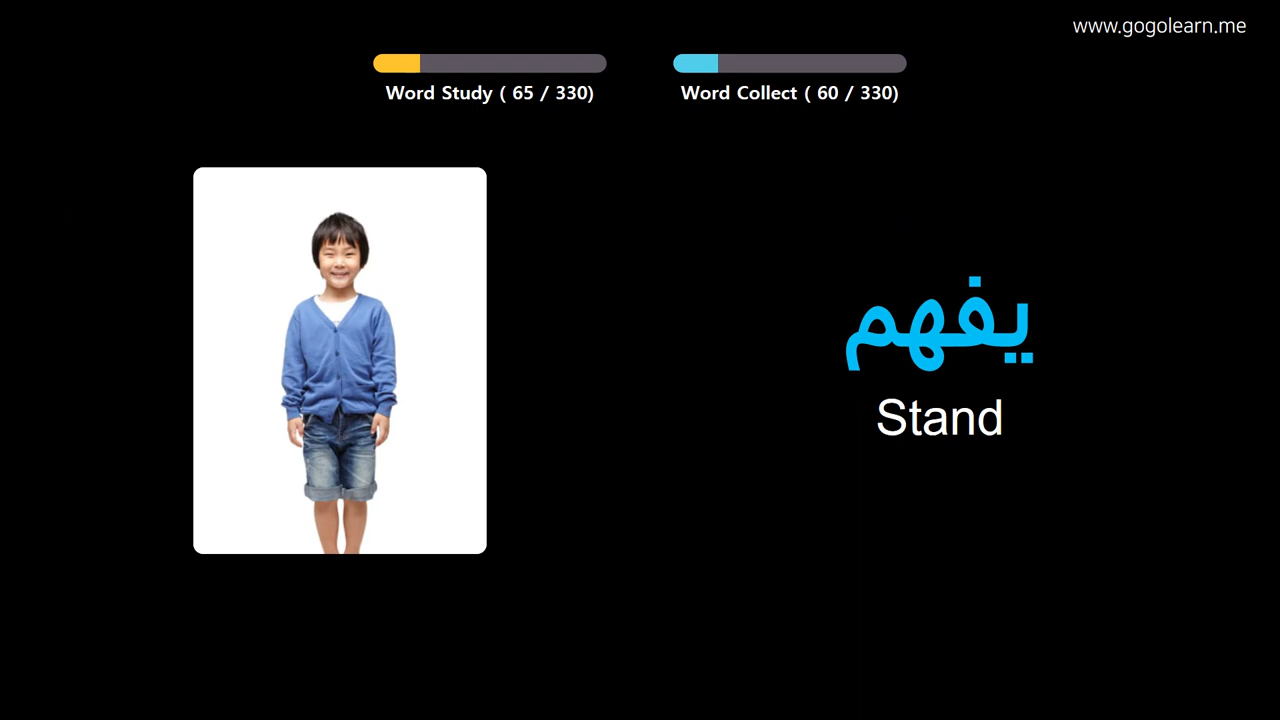 www.gogolearn.me
Word Study ( 65 / 330)
Word Collect ( 60 / 330)
يفهم
Stand